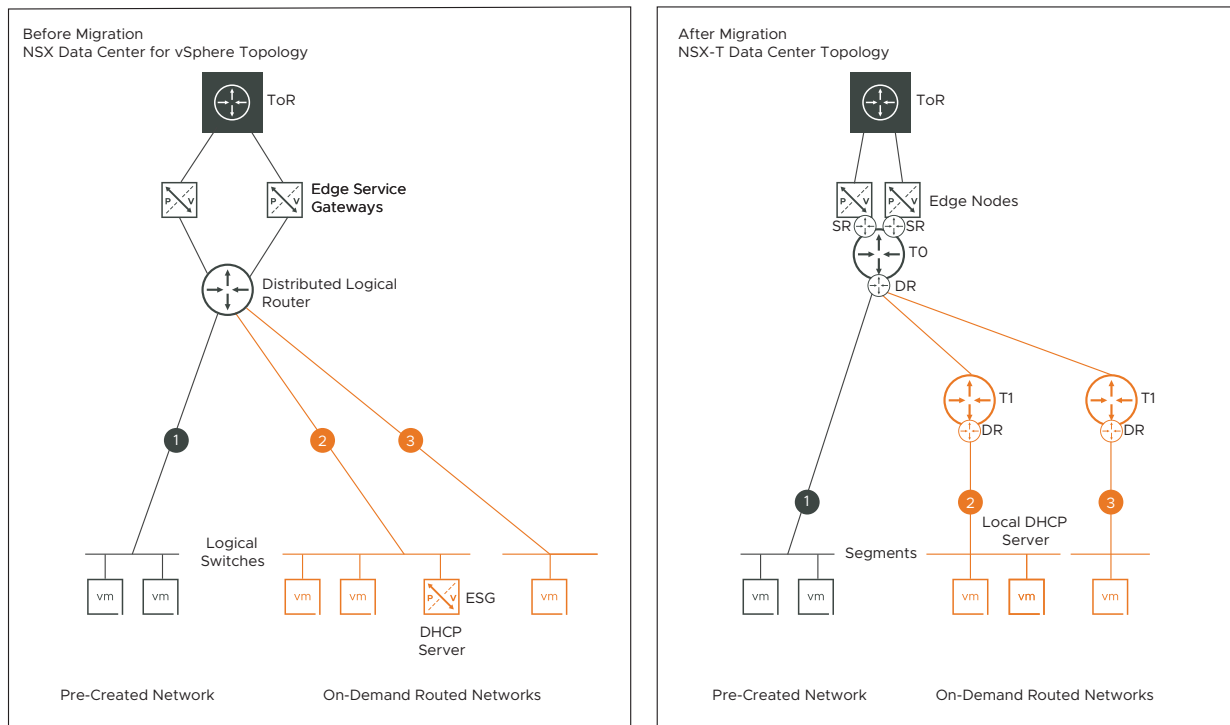 Before Migration
NSX Data Center for vSphere Topology
ToR
P V
P V
Edge Service
Gateways
Distributed Logical
Router
1
2
3
Logical
Switches
vm
vm
vm
vm
P V
ESG
vm
DHCP
Server
Pre-Created Network
On-Demand Routed Networks
After Migration
NSX-T Data Center Topology
ToR
P V
P V
Edge Nodes
SR
SR
T0
DR
T1
T1
DR
DR
1
2
3
Local DHCP
Server
Segments
vm
vm
vm
vm
vm
Pre-Created Network
On-Demand Routed Networks